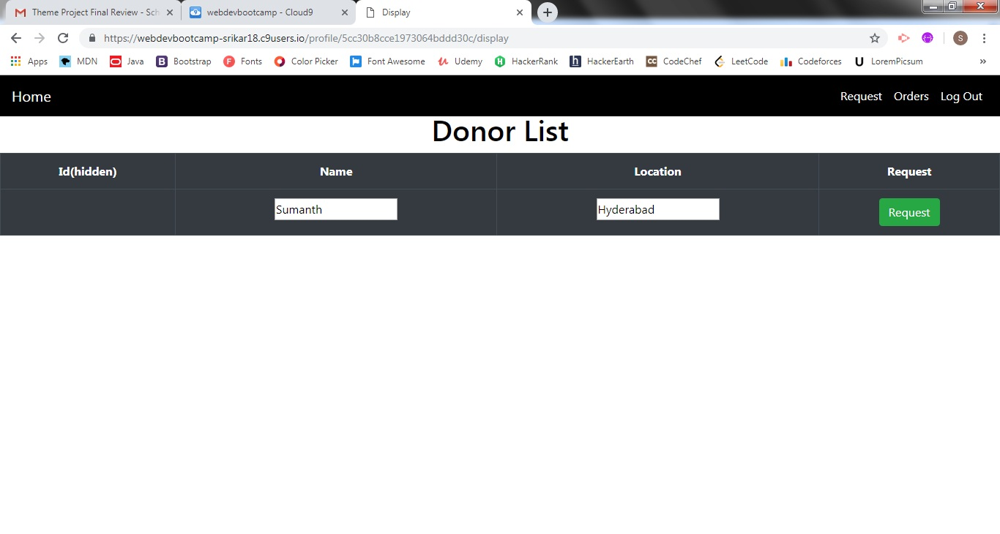 Theme Project Final Review - Sch
webdevbootcamp - Cloud9
Display
https://webdevbootcamp-srikar18.c9users.io/profile/5cc30b8cce1973064bddd30c/display
S
Apps MDN Java Bootstrap Fonts Color Picker Font Awesome Udemy HackerRank HackerEarth CodeChef LeetCode Codeforces LoremPicsum »
Home Request Orders Log Out
Donor List
Id(hidden) Name Location Request
Sumanth Hyderabad Request